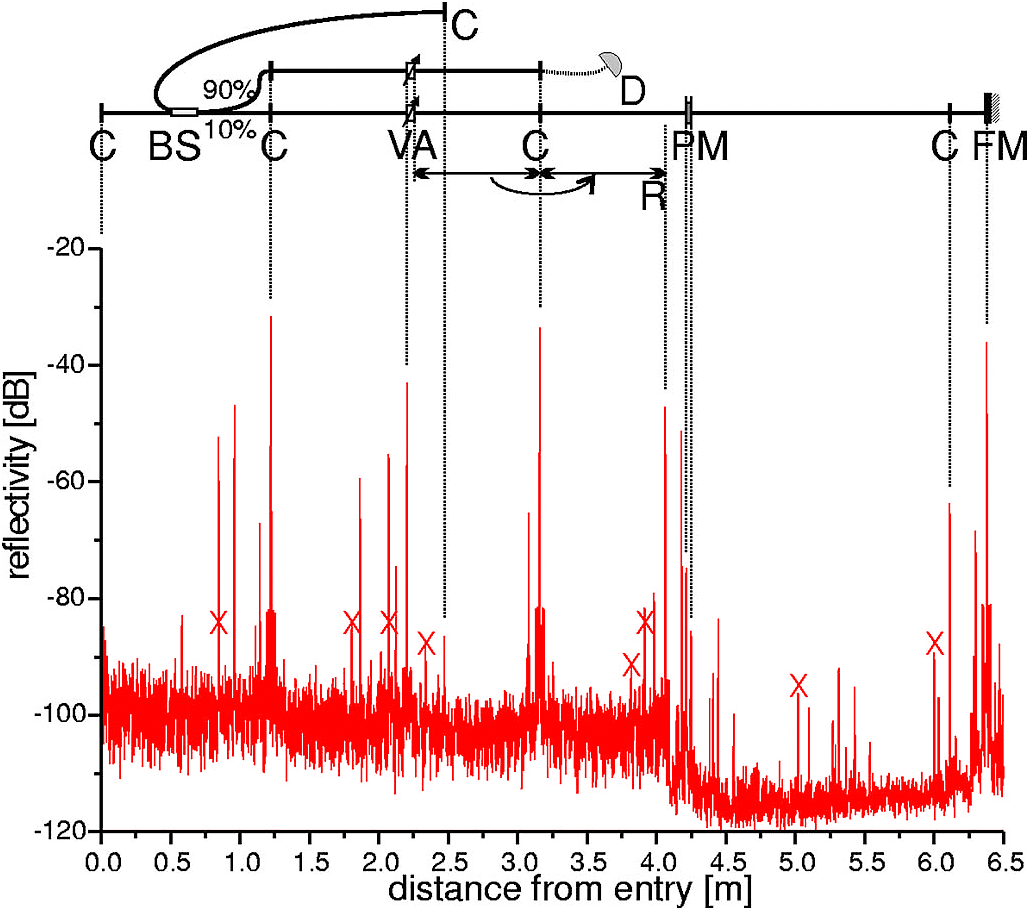 C
90%
D
10%
C BS C VA C PM C FM
R
-20
-40
-60
-80
-100
-120
reflectivity [dB]
X X X X X X X X X
0.0 0.5 1.0 1.5 2.0 2.5 3.0 3.5 4.0 4.5 5.0 5.5 6.0 6.5
distance from entry [m]